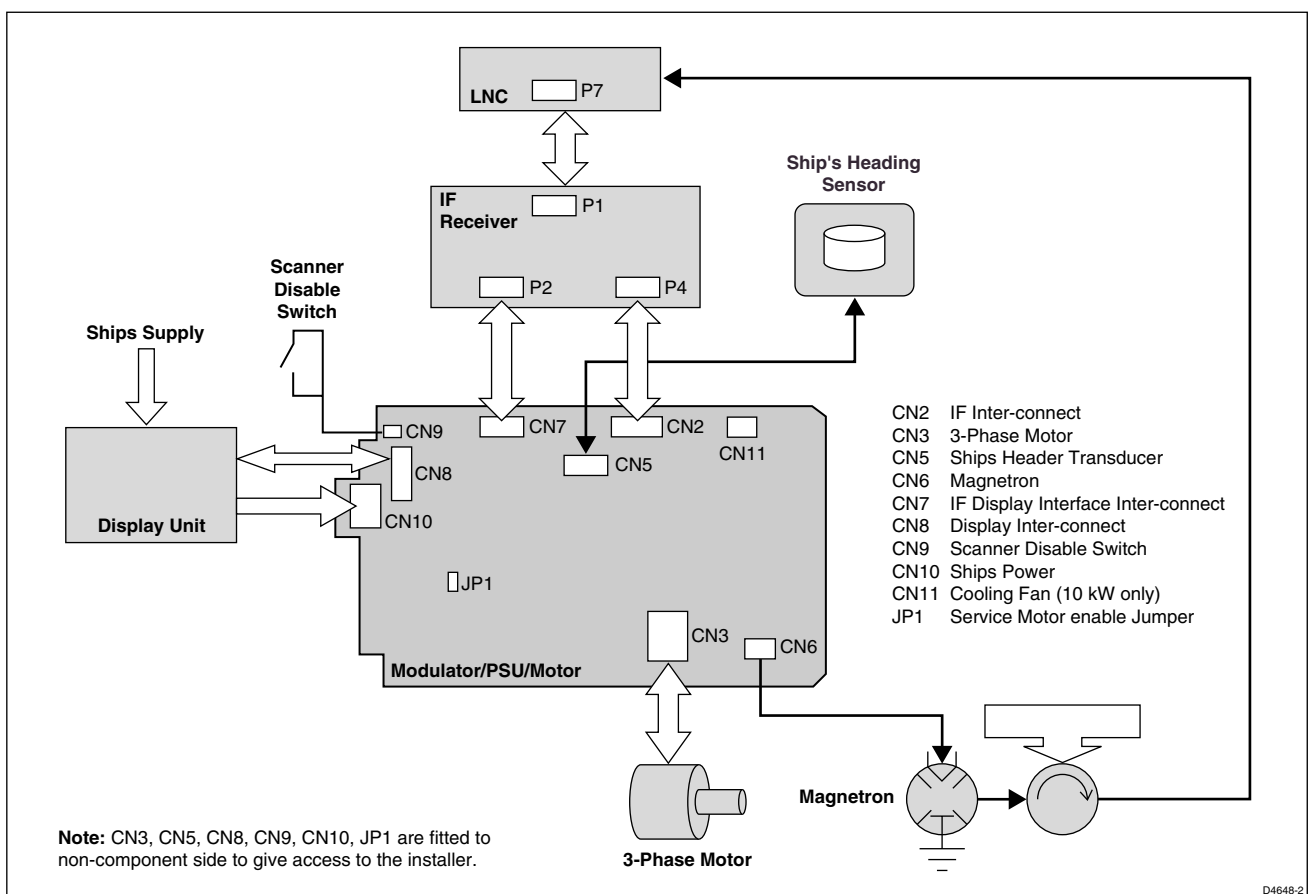 LNC
P7
IF
Receiver
P1
P2
P4
Ship's Heading
Sensor
Scanner
Disable
Switch
Ships Supply
Display Unit
CN9
CN8
CN10
CN7
CN2
CN11
CN5
JP1
CN3
CN6
Modulator/PSU/Motor
CN2 IF Inter-connect
CN3 3-Phase Motor
CN5 Ships Header Transducer
CN6 Magnetron
CN7 IF Display Interface Inter-connect
CN8 Display Inter-connect
CN9 Scanner Disable Switch
CN10 Ships Power
CN11 Cooling Fan (10 kW only)
JP1 Service Motor enable Jumper
Magnetron
3-Phase Motor
Note: CN3, CN5, CN8, CN9, CN10, JP1 are fitted to
non-component side to give access to the installer.
D4648-2